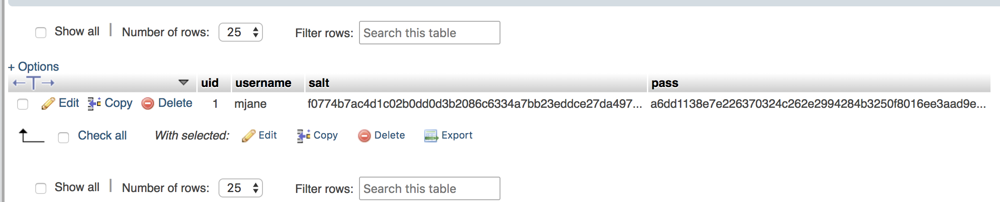 Show all | Number of rows: 25 Filter rows: Search this table
+ Options
←T→ uid username salt pass
Edit Copy Delete 1 mjane f0774b7ac4d1c02b0dd0d3b2086c6334a7bb23eddce27da497... a6dd1138e7e226370324c262e2994284b3250f8016ee3aad9e...
Check all With selected: Edit Copy Delete Export
Show all | Number of rows: 25 Filter rows: Search this table